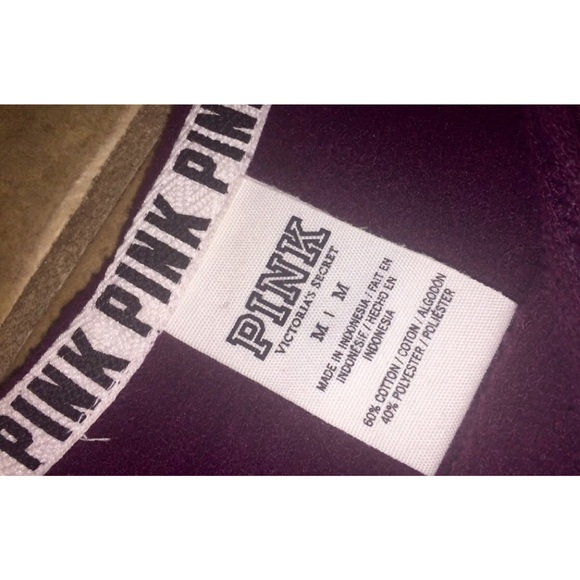 PINK PINK PINK PIN
PINK
VICTORIA'S SECRET
M | M
MADE IN INDONESIA / FAIT EN
INDONÉSIE / HECHO EN
INDONESIA
60% COTTON / COTON / ALGODÓN
40% POLYESTER / POLIÉSTER